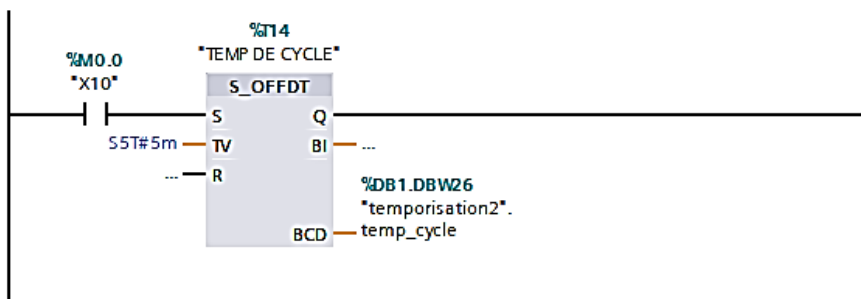 %T14
"TEMP DE CYCLE"
%M0.0
"X10"
S_OFFDT
S Q
S5T#5m TV BI ...
... R
%DB1.DBW26
"temporisation2".
BCD temp_cycle